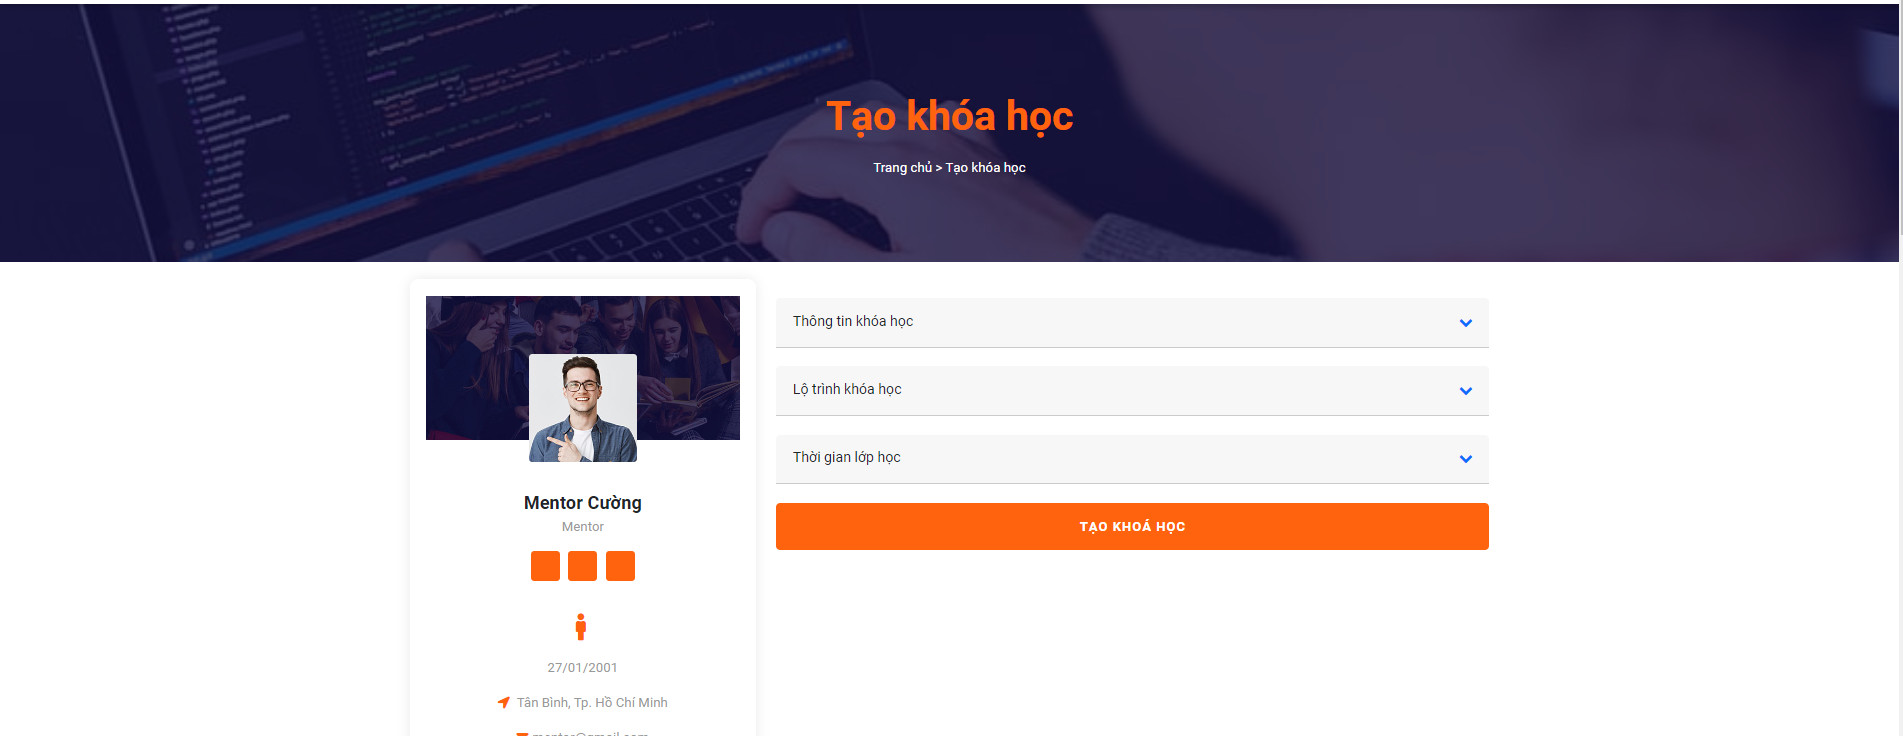 Tạo khóa học
Trang chủ > Tạo khóa học
Thông tin khóa học
Lộ trình khóa học
Thời gian lớp học
TẠO KHOÁ HỌC
Mentor Cường
Mentor
27/01/2001
Tân Bình, Tp. Hồ Chí Minh